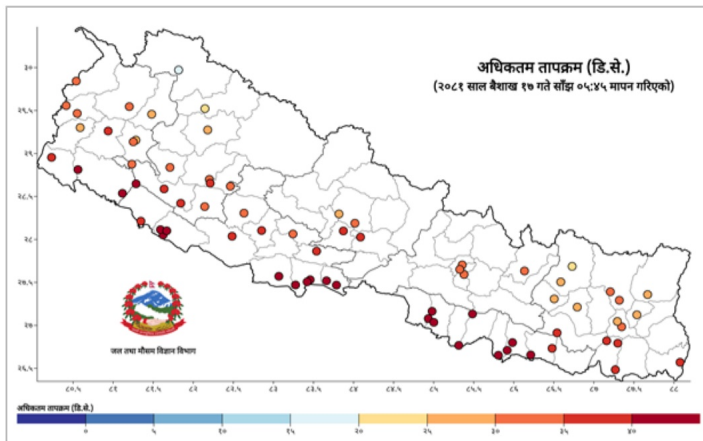 अधिकतम तापक्रम (डि.से.)
(२०८१ साल बैशाख १७ गते साँझ ०५:४५ मापन गरिएको)
३०
२९.५
२९
२८.५
२८
२७.५
२७
२६.५
जल तथा मौसम विज्ञान विभाग
८०.५ ८१ ८१.५ ८२ ८२.५ ८३ ८३.५ ८४ ८४.५ ८५ ८५.५ ८६ ८६.५ ८७ ८७.५ ८८
अधिकतम तापक्रम (डि.से.)
० ५ १० १५ २० २५ ३० ३५ ४०